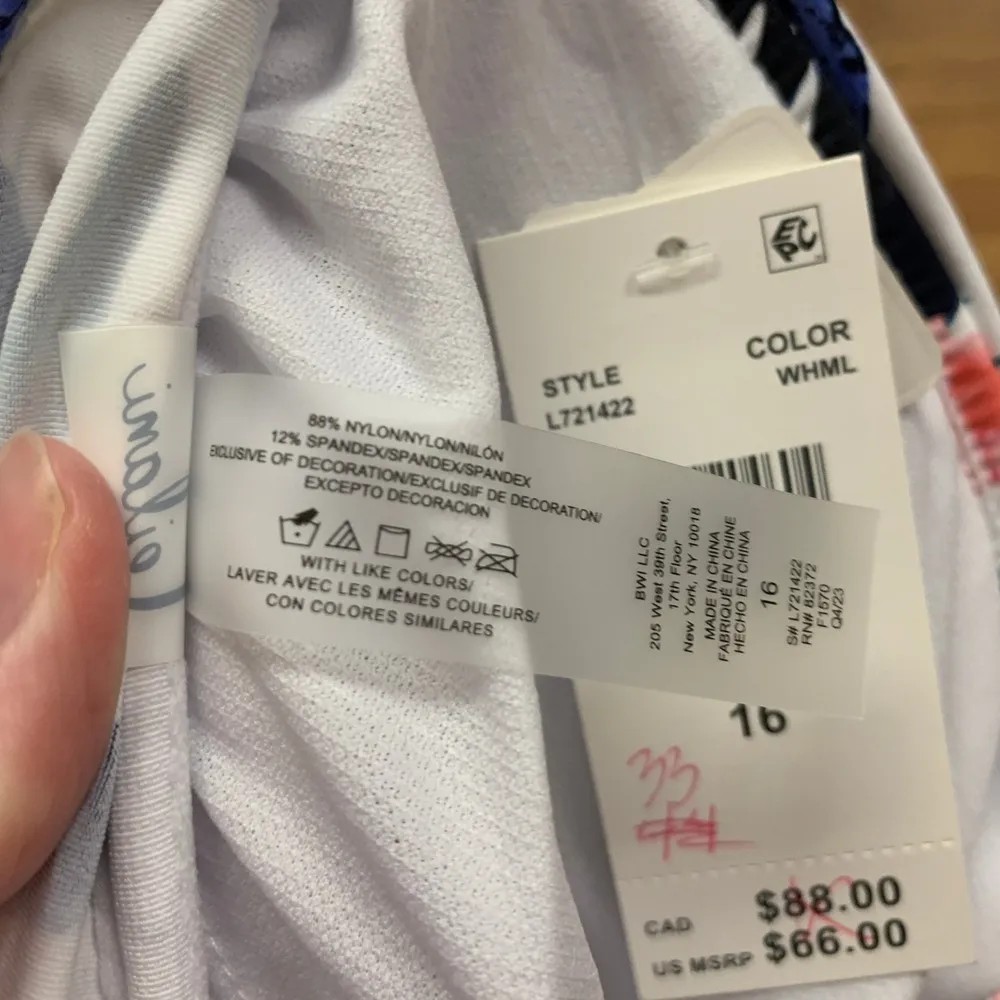 EPC
COLOR
WHML
STYLE
L721422
88% NYLON/NYLON/NILÓN
12% SPANDEX/SPANDEX/SPANDEX
EXCLUSIVE OF DECORATION/EXCLUSIF DE DECORATION/
EXCEPTO DECORACION
WITH LIKE COLORS/
LAVER AVEC LES MÊMES COULEURS/
CON COLORES SIMILARES
BWI LLC
205 West 39th Street,
17th Floor
New York, NY 10018
MADE IN CHINA
FABRIQUÉ EN CHINE
HECHO EN CHINA
16
S# L721422
RN# 82372
F1570
Q4/23
16
33
44
CAD $88.00
US MSRP $66.00